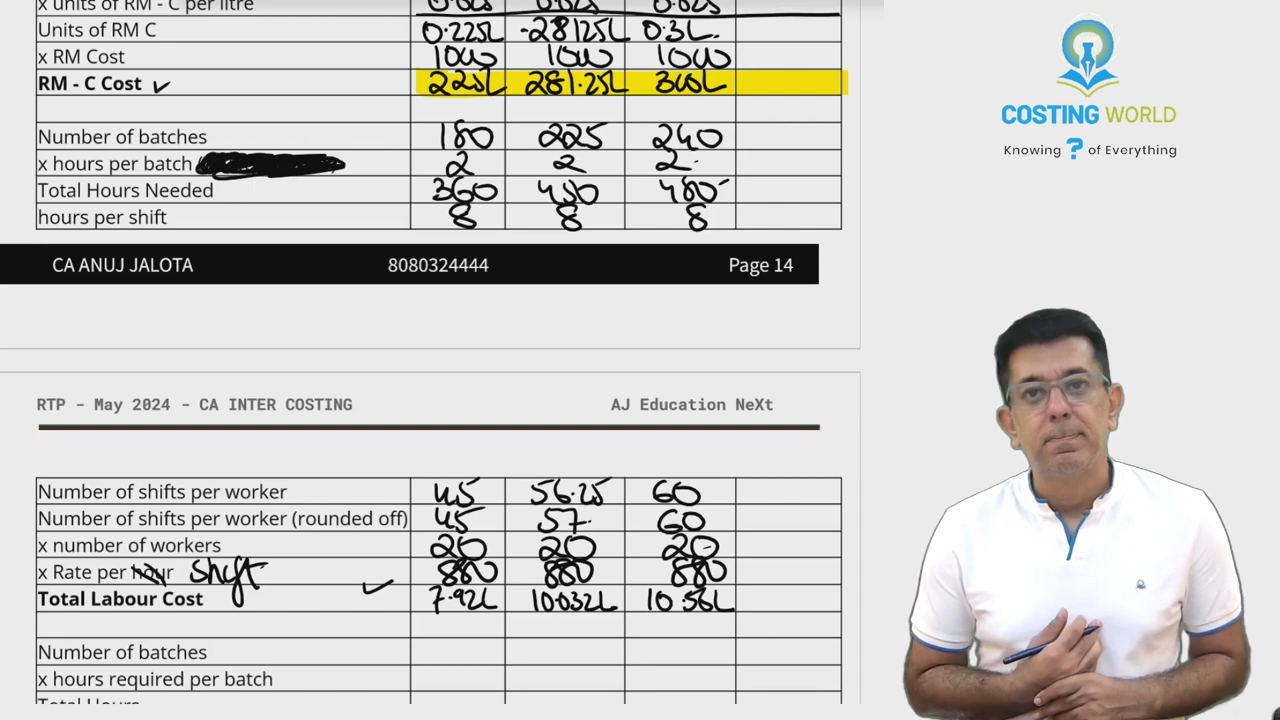 Units of RM C 0.225L .28125L 0.3L.
x RM Cost 1000 1000 1000
RM - C Cost 225L 281.25L 300L
Number of batches 180 225 240
x hours per batch 2 2 2
Total Hours Needed 360 450 480
hours per shift 8 8 8
CA ANUJ JALOTA 8080324444 Page 14
RTP - May 2024 - CA INTER COSTING AJ Education NeXt
Number of shifts per worker 45 56.25 60
Number of shifts per worker (rounded off) 45 57 60
x number of workers 20 20 20
x Rate per hour shift 880 880 880
Total Labour Cost 7.92L 10.032L 10.56L
Number of batches
x hours required per batch
COSTING WORLD
Knowing ? of Everything